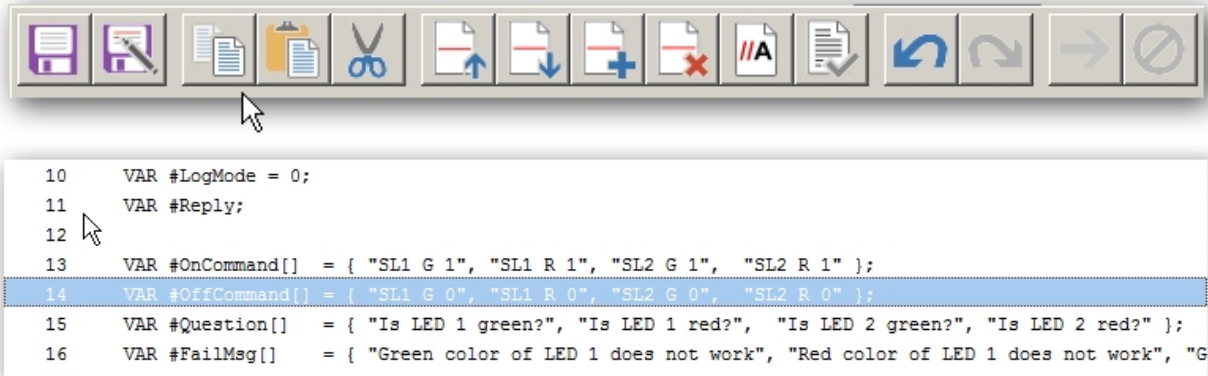 //A
10 VAR #LogMode = 0;
11 VAR #Reply;
12
13 VAR #OnCommand[] = { "SL1 G 1", "SL1 R 1", "SL2 G 1", "SL2 R 1" };
14 VAR #OffCommand[] = { "SL1 G 0", "SL1 R 0", "SL2 G 0", "SL2 R 0" };
15 VAR #Question[] = { "Is LED 1 green?", "Is LED 1 red?", "Is LED 2 green?", "Is LED 2 red?" };
16 VAR #FailMsg[] = { "Green color of LED 1 does not work", "Red color of LED 1 does not work", "G